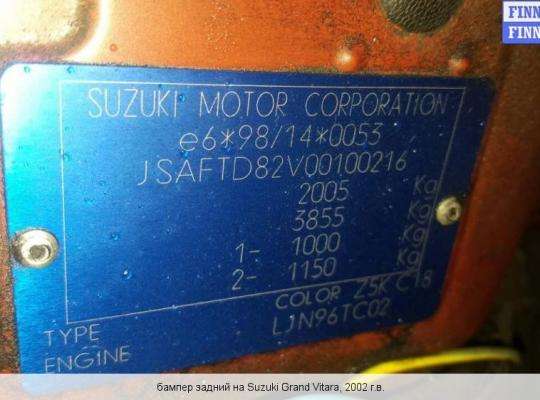 FINN
FINN
SUZUKI MOTOR CORPORATION
e6*98/14*0053
JSAFTD82V00100216
2005 Kg
3855 Kg
1- 1000 Kg
2- 1150 Kg
COLOR Z5K C18
TYPE LJN96TC02
ENGINE
бампер задний на Suzuki Grand Vitara, 2002 г.в.